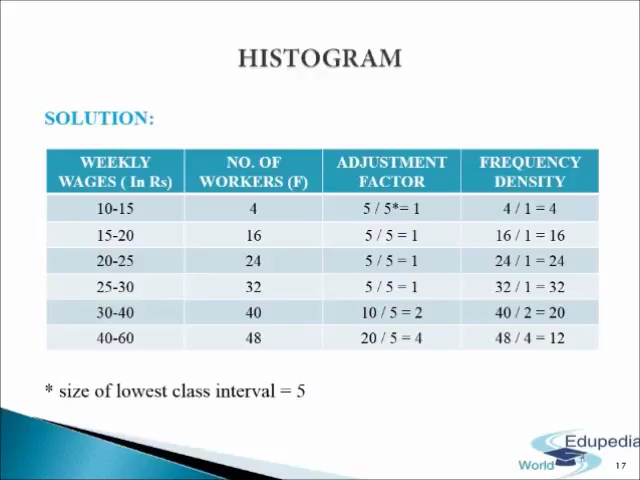 HISTOGRAM
SOLUTION:
WEEKLY WAGES ( In Rs) NO. OF WORKERS (F) ADJUSTMENT FACTOR FREQUENCY DENSITY
10-15 4 5 / 5*= 1 4 / 1 = 4
15-20 16 5 / 5 = 1 16 / 1 = 16
20-25 24 5 / 5 = 1 24 / 1 = 24
25-30 32 5 / 5 = 1 32 / 1 = 32
30-40 40 10 / 5 = 2 40 / 2 = 20
40-60 48 20 / 5 = 4 48 / 4 = 12
* size of lowest class interval = 5
Edupedia
World
17